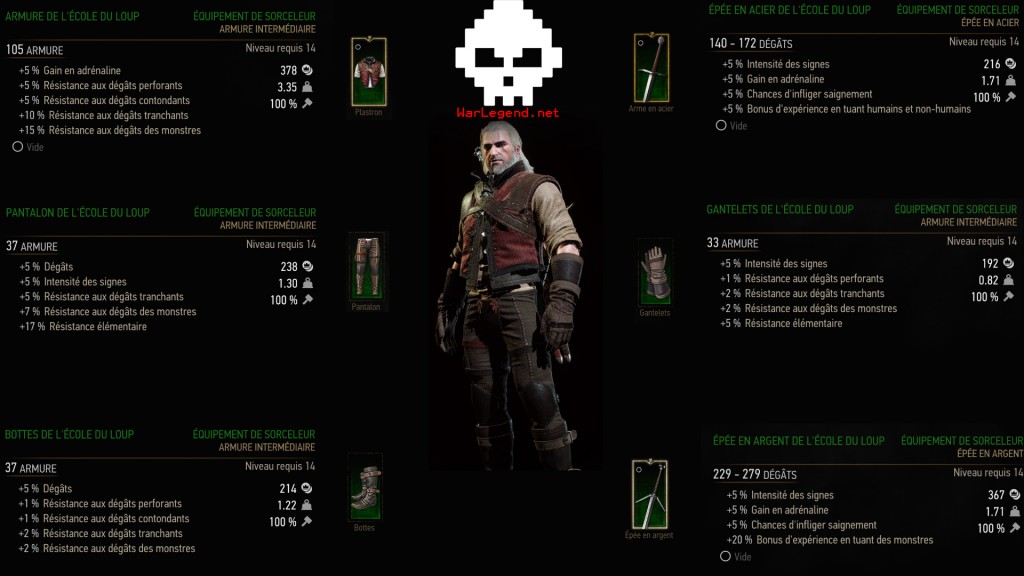 ARMURE DE L'ÉCOLE DU LOUP
ÉQUIPEMENT DE SORCELEUR
ARMURE INTERMÉDIAIRE
105 ARMURE
Niveau requis 14
+5 % Gain en adrénaline
378
+5 % Résistance aux dégâts perforants
3.35
+5 % Résistance aux dégâts contondants
100 %
+10 % Résistance aux dégâts tranchants
+15 % Résistance aux dégâts des monstres
Vide
Plastron
WarLegend.net
ÉPÉE EN ACIER DE L'ÉCOLE DU LOUP
ÉQUIPEMENT DE SORCELEUR
ÉPÉE EN ACIER
140 - 172 DÉGÂTS
Niveau requis 14
+5 % Intensité des signes
216
+5 % Gain en adrénaline
1.71
+5 % Chances d'infliger saignement
100 %
+5 % Bonus d'expérience en tuant humains et non-humains
Vide
Arme en acier
PANTALON DE L'ÉCOLE DU LOUP
ÉQUIPEMENT DE SORCELEUR
ARMURE INTERMÉDIAIRE
37 ARMURE
Niveau requis 14
+5 % Dégâts
238
+5 % Intensité des signes
1.30
+5 % Résistance aux dégâts tranchants
100 %
+7 % Résistance aux dégâts des monstres
+17 % Résistance élémentaire
Pantalon
GANTELETS DE L'ÉCOLE DU LOUP
ÉQUIPEMENT DE SORCELEUR
ARMURE INTERMÉDIAIRE
33 ARMURE
Niveau requis 14
+5 % Intensité des signes
192
+1 % Résistance aux dégâts perforants
0.82
+2 % Résistance aux dégâts tranchants
100 %
+2 % Résistance aux dégâts des monstres
+5 % Résistance élémentaire
Gantelets
BOTTES DE L'ÉCOLE DU LOUP
ÉQUIPEMENT DE SORCELEUR
ARMURE INTERMÉDIAIRE
37 ARMURE
Niveau requis 14
+5 % Dégâts
214
+1 % Résistance aux dégâts perforants
1.22
+1 % Résistance aux dégâts contondants
100 %
+2 % Résistance aux dégâts tranchants
+2 % Résistance aux dégâts des monstres
Bottes
ÉPÉE EN ARGENT DE L'ÉCOLE DU LOUP
ÉQUIPEMENT DE SORCELEUR
ÉPÉE EN ARGENT
229 - 279 DÉGÂTS
Niveau requis 14
+5 % Intensité des signes
367
+5 % Gain en adrénaline
1.71
+5 % Chances d'infliger saignement
100 %
+20 % Bonus d'expérience en tuant des monstres
Vide
Épée en argent